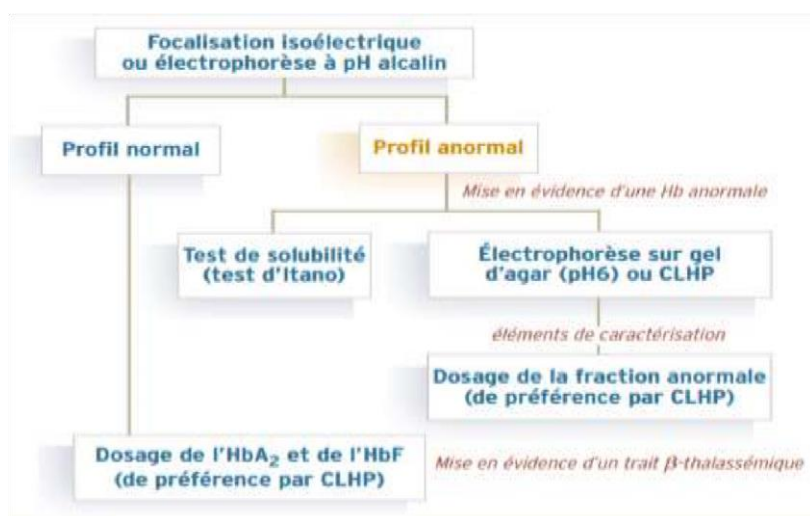 Focalisation isoélectrique
ou électrophorèse à pH alcalin
Profil normal
Profil anormal
Mise en évidence d'une Hb anormale
Test de solubilité
(test d'Itano)
Électrophorèse sur gel
d'agar (pH6) ou CLHP
éléments de caractérisation
Dosage de la fraction anormale
(de préférence par CLHP)
Dosage de l'HbA₂ et de l'HbF
(de préférence par CLHP)
Mise en évidence d'un trait β-thalassémique